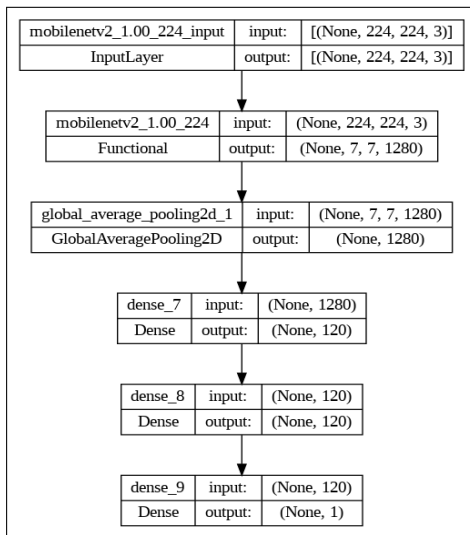 mobilenetv2_1.00_224_input input: [(None, 224, 224, 3)]
InputLayer output: [(None, 224, 224, 3)]
mobilenetv2_1.00_224 input: (None, 224, 224, 3)
Functional output: (None, 7, 7, 1280)
global_average_pooling2d_1 input: (None, 7, 7, 1280)
GlobalAveragePooling2D output: (None, 1280)
dense_7 input: (None, 1280)
Dense output: (None, 120)
dense_8 input: (None, 120)
Dense output: (None, 120)
dense_9 input: (None, 120)
Dense output: (None, 1)